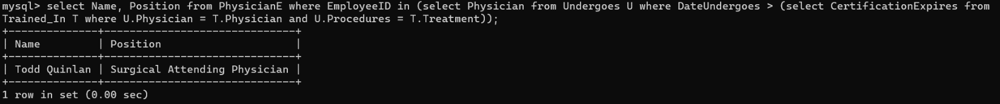 mysql> select Name, Position from PhysicianE where EmployeeID in (select Physician from Undergoes U where DateUndergoes > (select CertificationExpires from
Trained_In T where U.Physician = T.Physician and U.Procedures = T.Treatment));
+--------------+------------------------------+
| Name         | Position                     |
+--------------+------------------------------+
| Todd Quinlan | Surgical Attending Physician |
+--------------+------------------------------+
1 row in set (0.00 sec)